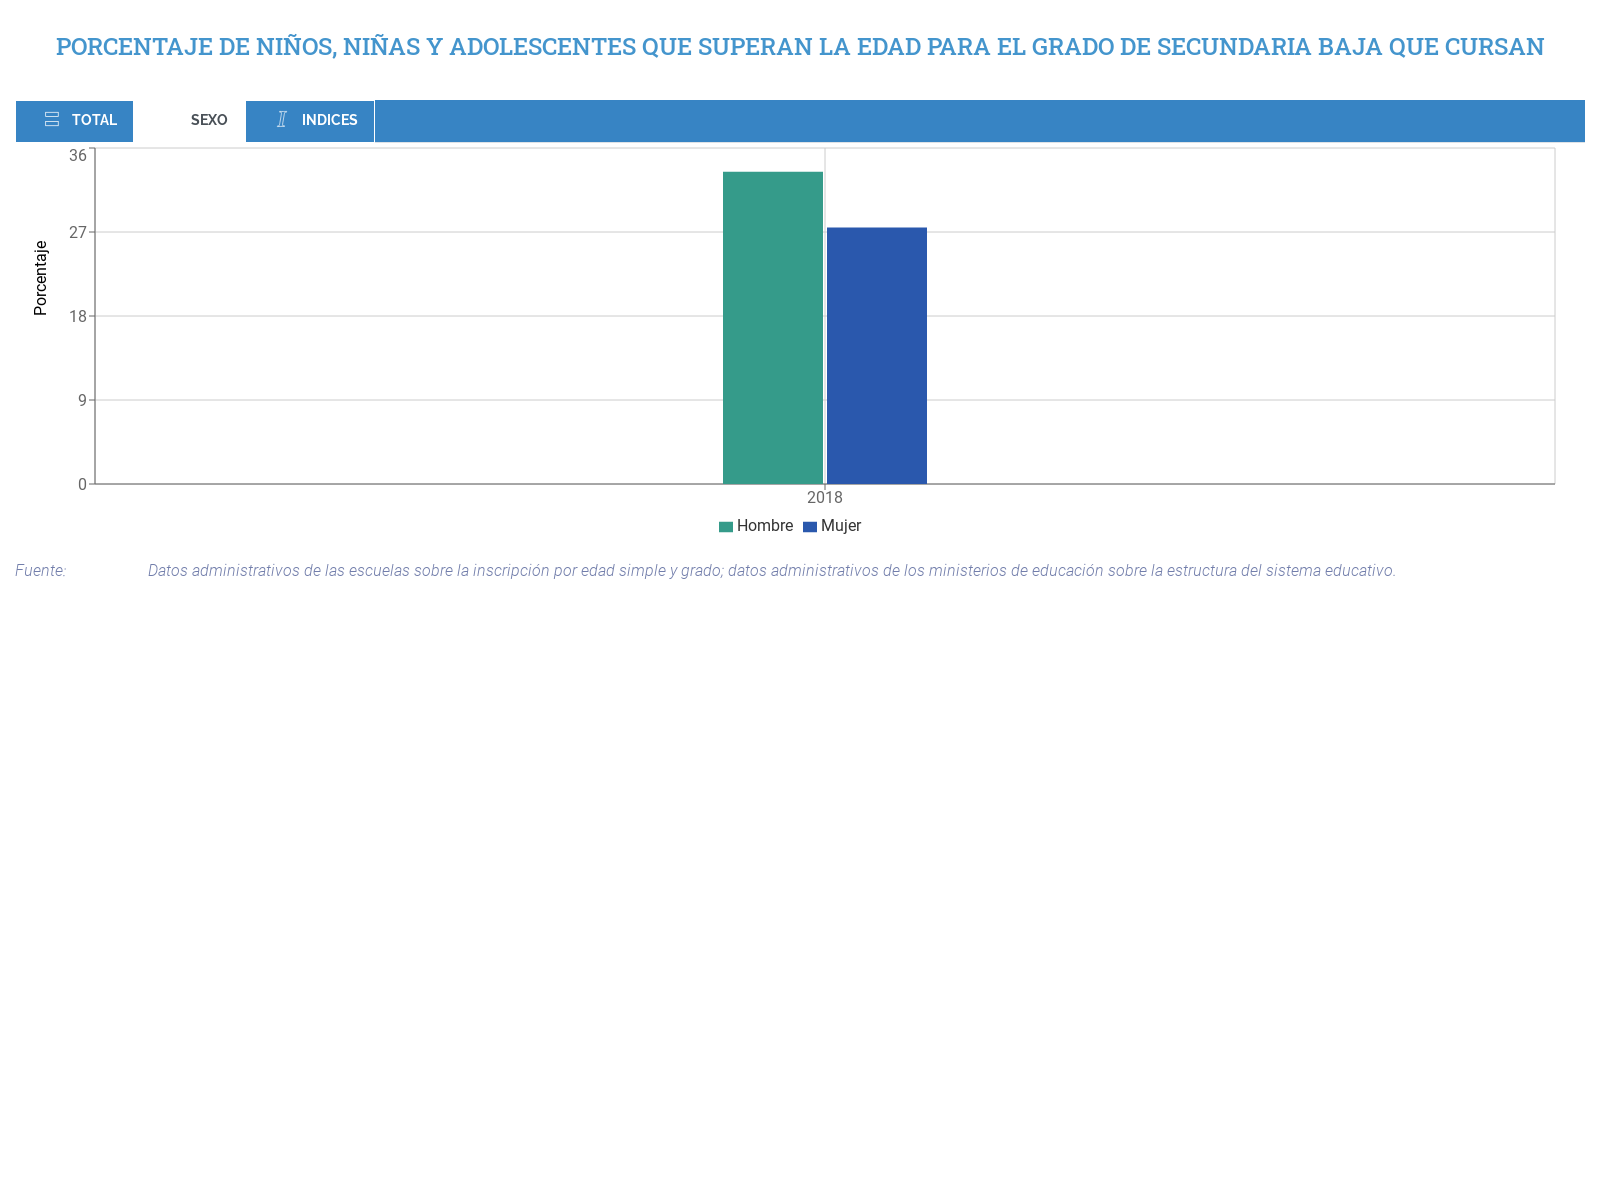 PORCENTAJE DE NIÑOS, NIÑAS Y ADOLESCENTES QUE SUPERAN LA EDAD PARA EL GRADO DE SECUNDARIA BAJA QUE CURSAN
TOTAL SEXO INDICES
36
27
18
9
0
Porcentaje
2018
Hombre Mujer
Fuente: Datos administrativos de las escuelas sobre la inscripción por edad simple y grado; datos administrativos de los ministerios de educación sobre la estructura del sistema educativo.